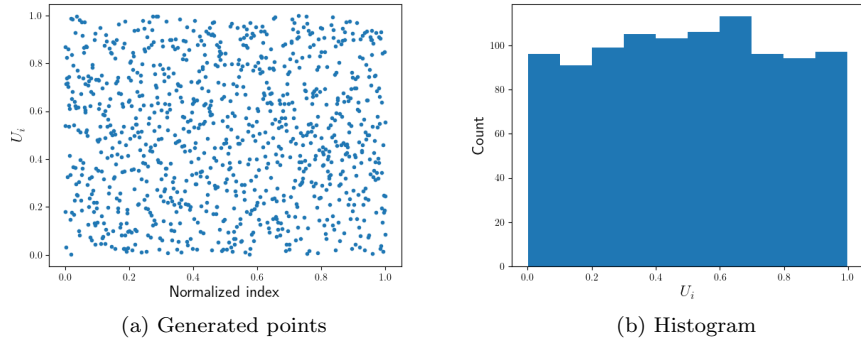 1.0
0.8
0.6
0.4
0.2
0.0
U_i
0.0 0.2 0.4 0.6 0.8 1.0
Normalized index
(a) Generated points
100
80
60
40
20
0
Count
0.0 0.2 0.4 0.6 0.8 1.0
U_i
(b) Histogram